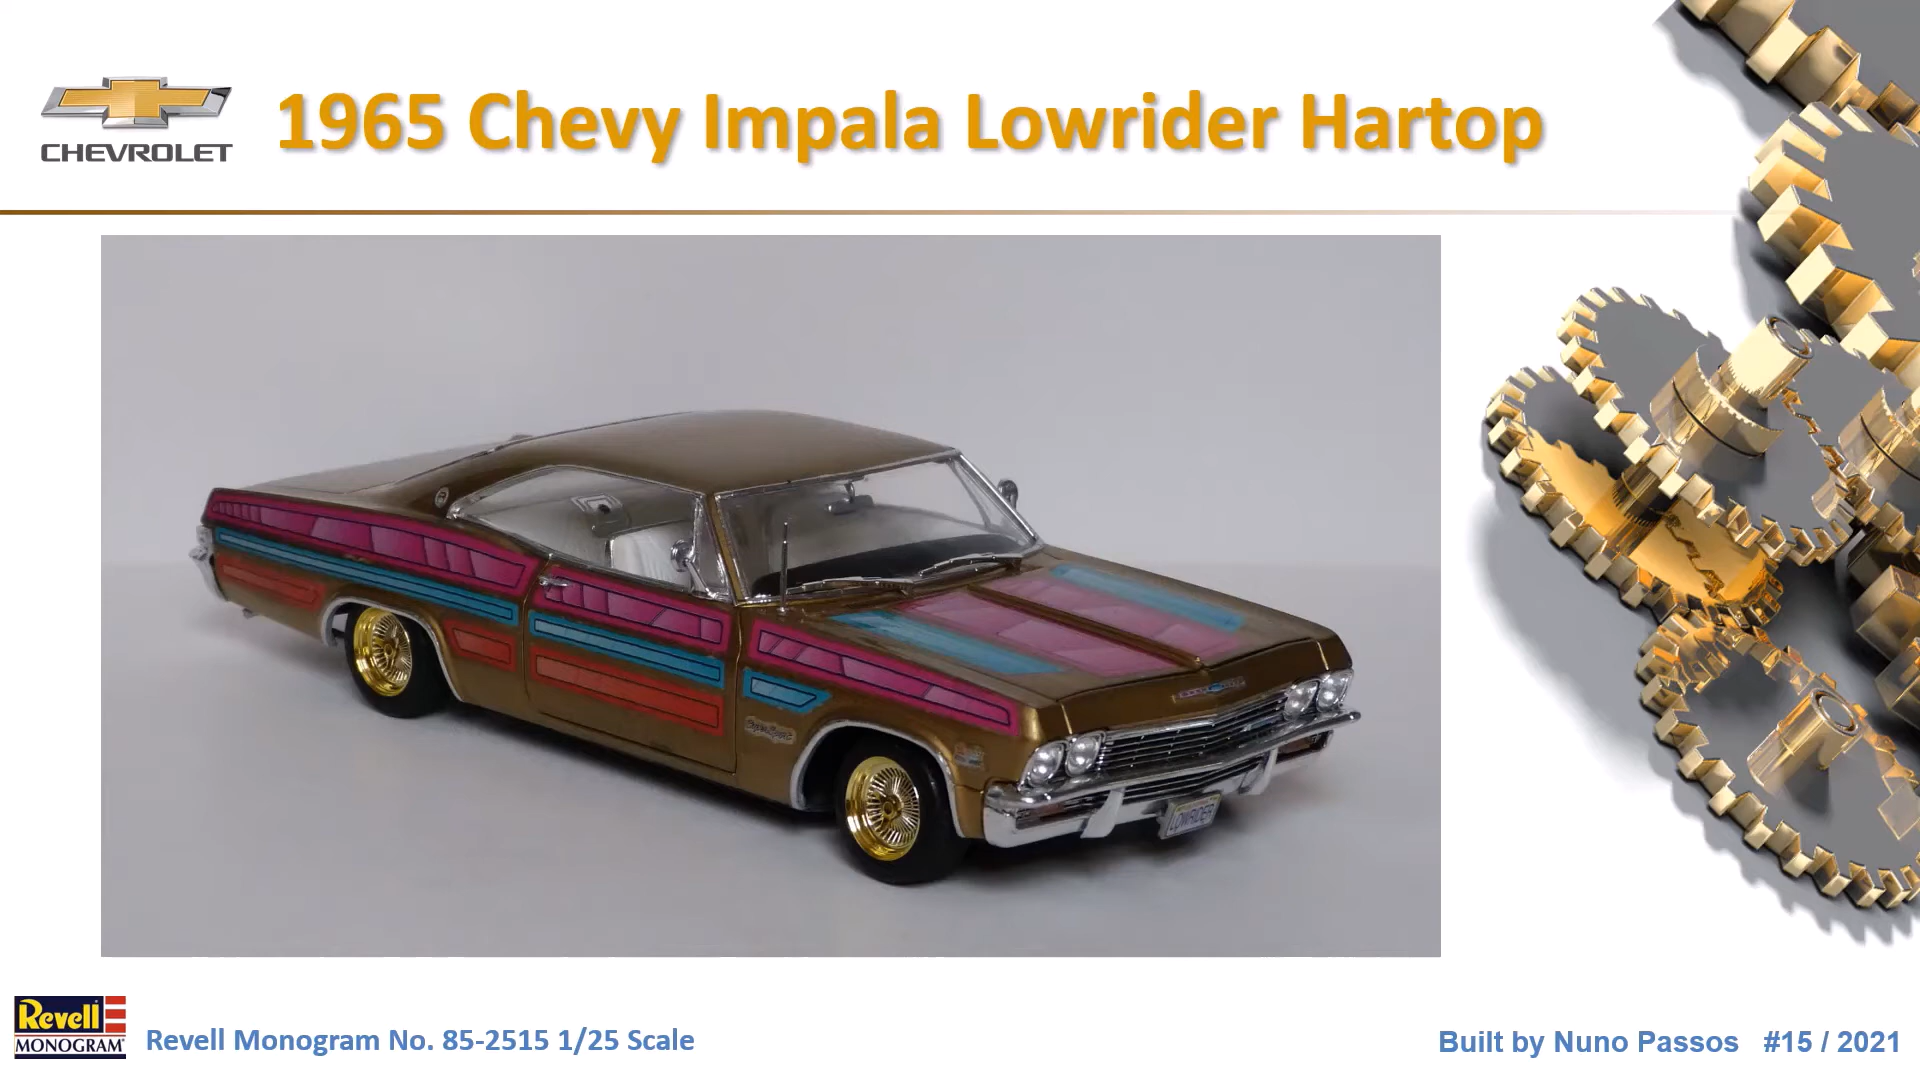 1965 Chevy Impala Lowrider Hartop
CHEVROLET
LOWRIDER
Revell
MONOGRAM
Revell Monogram No. 85-2515 1/25 Scale
Built by Nuno Passos #15 / 2021